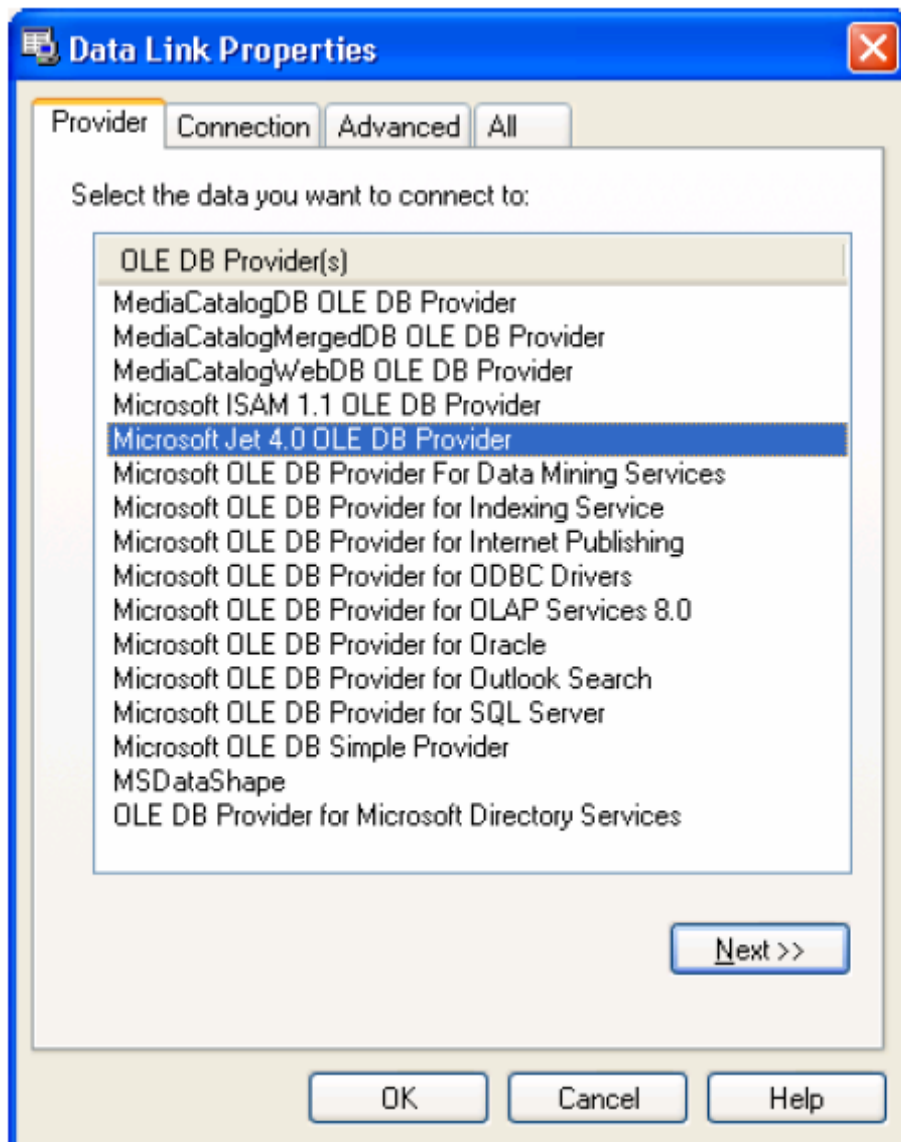 Data Link Properties
Provider Connection Advanced All
Select the data you want to connect to:
OLE DB Provider(s)
MediaCatalogDB OLE DB Provider
MediaCatalogMergedDB OLE DB Provider
MediaCatalogWebDB OLE DB Provider
Microsoft ISAM 1.1 OLE DB Provider
Microsoft Jet 4.0 OLE DB Provider
Microsoft OLE DB Provider For Data Mining Services
Microsoft OLE DB Provider for Indexing Service
Microsoft OLE DB Provider for Internet Publishing
Microsoft OLE DB Provider for ODBC Drivers
Microsoft OLE DB Provider for OLAP Services 8.0
Microsoft OLE DB Provider for Oracle
Microsoft OLE DB Provider for Outlook Search
Microsoft OLE DB Provider for SQL Server
Microsoft OLE DB Simple Provider
MSDataShape
OLE DB Provider for Microsoft Directory Services
Next >>
OK Cancel Help